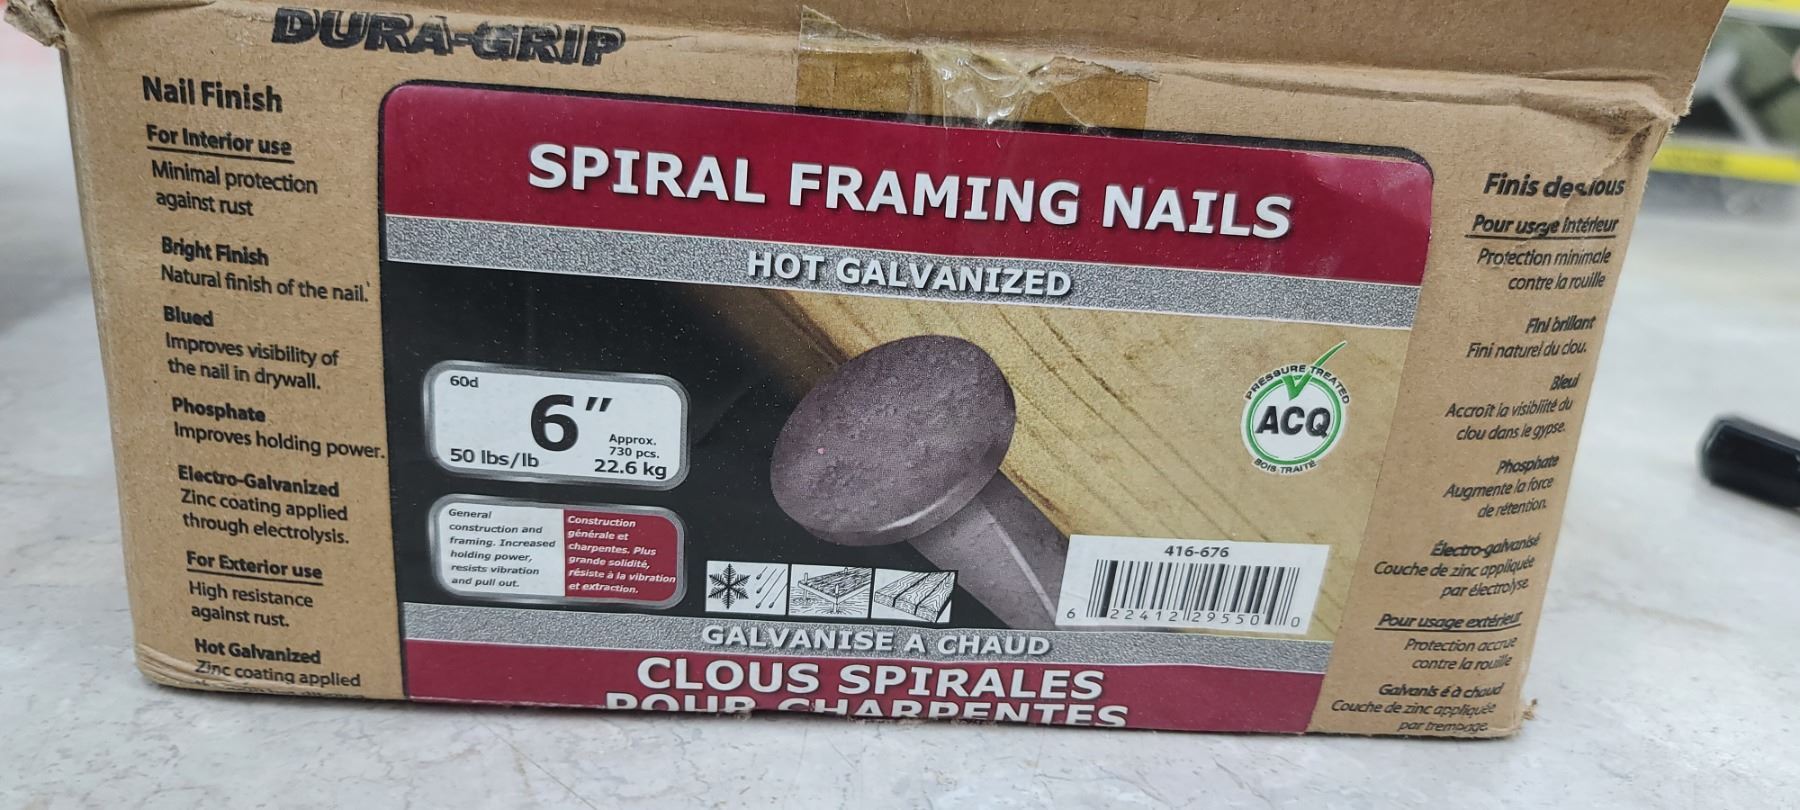 DURA-GRIP
Nail Finish
For Interior use
Minimal protection
against rust
Bright Finish
Natural finish of the nail.
Blued
Improves visibility of
the nail in drywall.
Phosphate
Improves holding power.
Electro-Galvanized
Zinc coating applied
through electrolysis.
For Exterior use
High resistance
against rust.
Hot Galvanized
Zinc coating applied
SPIRAL FRAMING NAILS
HOT GALVANIZED
60d
6"
Approx.
730 pcs.
50 lbs/lb
22.6 kg
General
construction and
framing. Increased
holding power,
resists vibration
and pull out.
Construction
générale et
charpentes. Plus
grande solidité,
résiste à la vibration
et extraction.
PRESSURE TREATED
ACQ
BOIS TRAITÉ
416-676
6 22412 29550 0
GALVANISE A CHAUD
CLOUS SPIRALES
POUR CHARPENTES
Finis des clous
Pour usage Intérieur
Protection minimale
contre la rouille
Fini brillant
Fini naturel du clou.
Bleui
Accroît la visibilité du
clou dans le gypse.
Phosphate
Augmente la force
de rétention.
Électro-galvanisé
Couche de zinc appliquée
par électrolyse.
Pour usage extérieur
Protection accrue
contre la rouille
Galvanisé à chaud
Couche de zinc appliquée
par trempage.